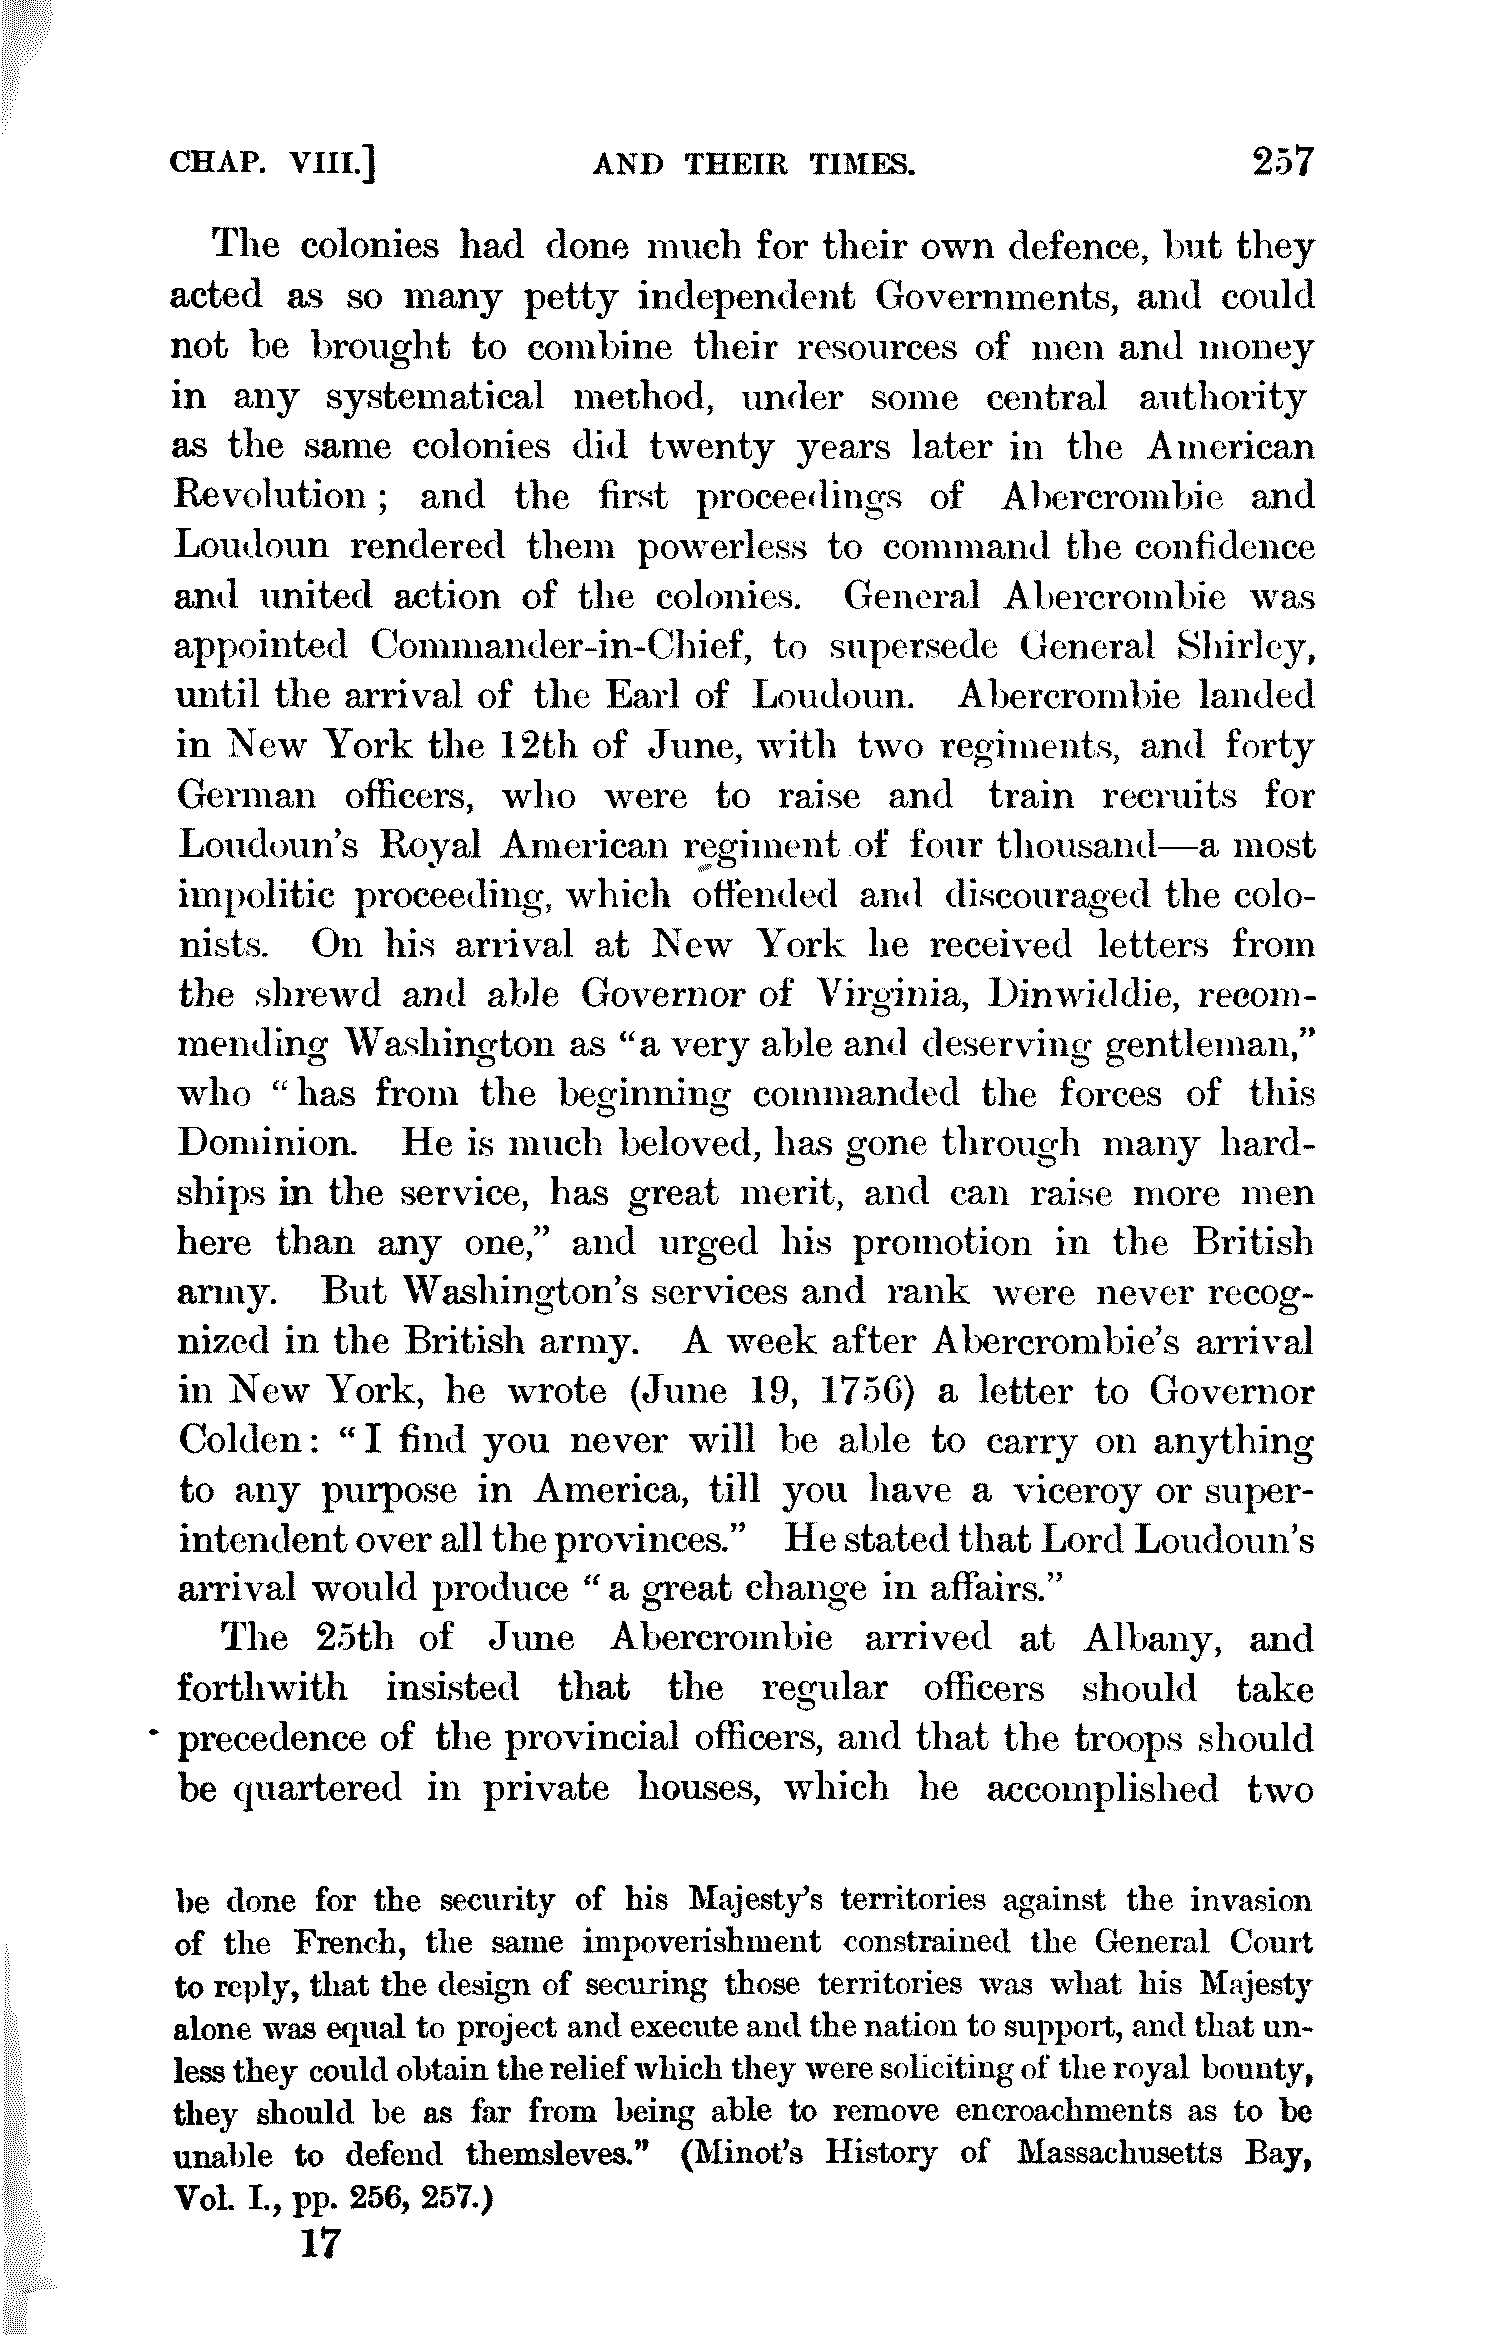 CHAP. VIII.] AND THEIR TIMES. 257
The colonies had done much for their own defence, but they
acted as so many petty independent Governments, and could
not be brought to combine their resources of men and money
in any systematical method, under some central authority
as the same colonies did twenty years later in the American
Revolution; and the first proceedings of Abercrombie and
Loudoun rendered them powerless to command the confidence
and united action of the colonies. General Abercrombie was
appointed Commander-in-Chief, to supersede General Shirley,
until the arrival of the Earl of Loudoun. Abercrombie landed
in New York the 12th of June, with two regiments, and forty
German officers, who were to raise and train recruits for
Loudoun's Royal American regiment of four thousand—a most
impolitic proceeding, which offended and discouraged the colo-
nists. On his arrival at New York he received letters from
the shrewd and able Governor of Virginia, Dinwiddie, recom-
mending Washington as "a very able and deserving gentleman,"
who "has from the beginning commanded the forces of this
Dominion. He is much beloved, has gone through many hard-
ships in the service, has great merit, and can raise more men
here than any one," and urged his promotion in the British
army. But Washington's services and rank were never recog-
nized in the British army. A week after Abercrombie's arrival
in New York, he wrote (June 19, 1756) a letter to Governor
Colden: "I find you never will be able to carry on anything
to any purpose in America, till you have a viceroy or super-
intendent over all the provinces." He stated that Lord Loudoun's
arrival would produce "a great change in affairs."
The 25th of June Abercrombie arrived at Albany, and
forthwith insisted that the regular officers should take
precedence of the provincial officers, and that the troops should
be quartered in private houses, which he accomplished two
be done for the security of his Majesty's territories against the invasion
of the French, the same impoverishment constrained the General Court
to reply, that the design of securing those territories was what his Majesty
alone was equal to project and execute and the nation to support, and that un-
less they could obtain the relief which they were soliciting of the royal bounty,
they should be as far from being able to remove encroachments as to be
unable to defend themsleves." (Minot's History of Massachusetts Bay,
Vol. I., pp. 256, 257.)
17